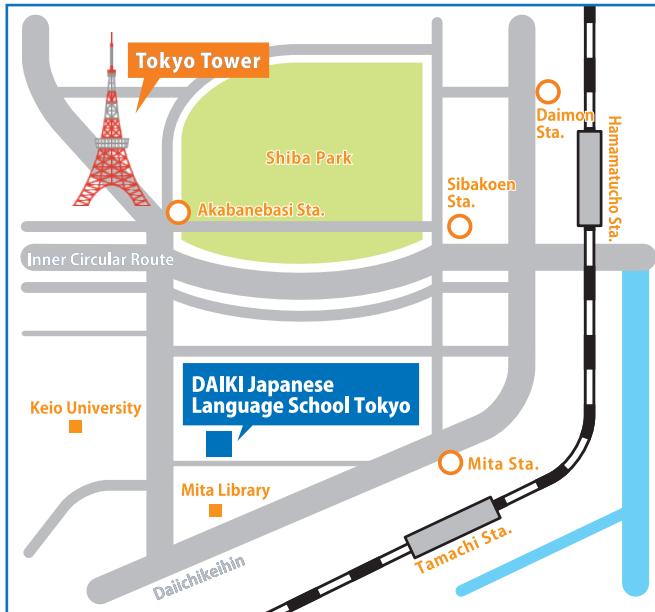 Tokyo Tower
Daimon
Sta.
Hamamatucho Sta.
Shiba Park
Sibakoen
Sta.
Akabanebasi Sta.
Inner Circular Route
DAIKI Japanese
Language School Tokyo
Keio University
Mita Sta.
Mita Library
Tamachi Sta.
Daiichikeihin